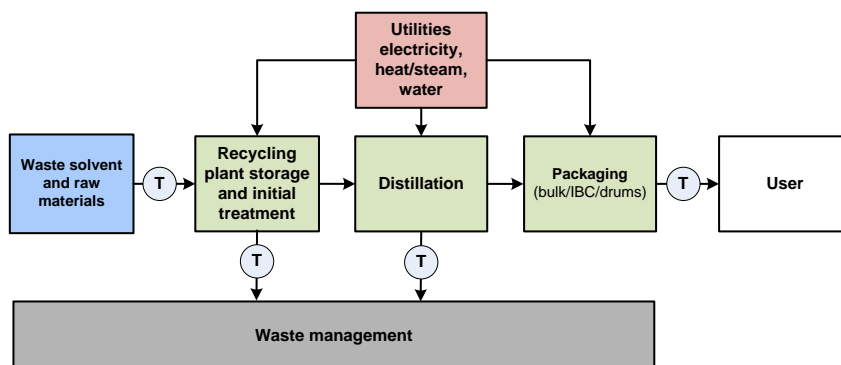 Utilities
electricity,
heat/steam,
water
Waste solvent
and raw
materials
T
Recycling
plant storage
and initial
treatment
Distillation
Packaging
(bulk/IBC/drums)
T
User
T
T
Waste management